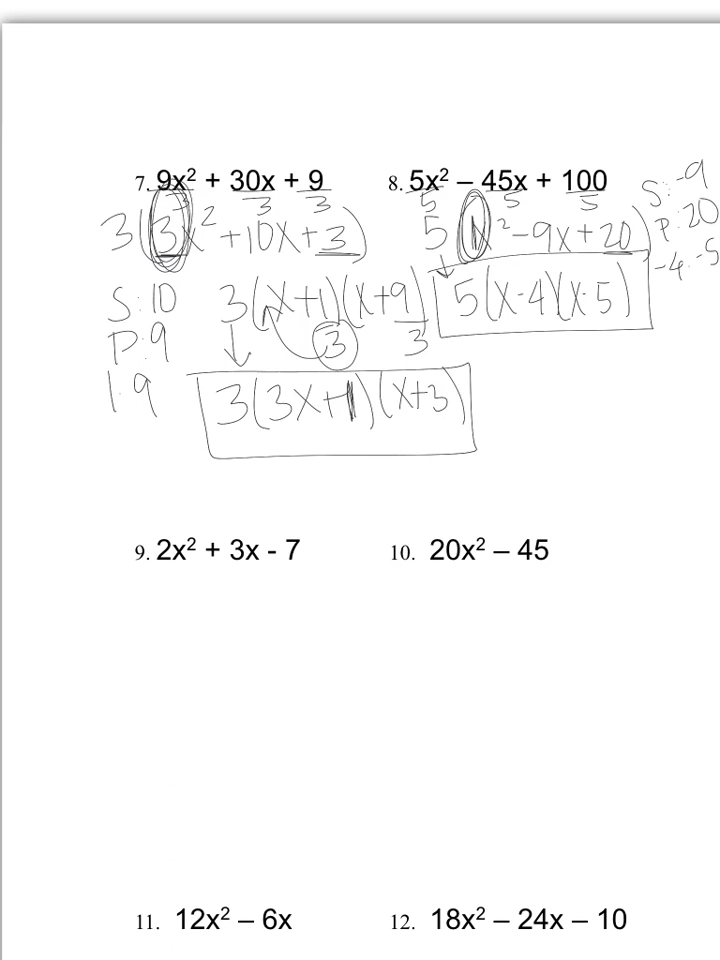 7. 9x² + 30x + 9
3 3 3
3(3x² + 10x + 3)
S: 10
P: 9
1 · 9
3(x + 1)(x + 9)
3 3
3(3x + 1)(x + 3)
8. 5x² – 45x + 100
5 5 5
5(1x² – 9x + 20)
S: -9
P: 20
-4 · -5
5(x - 4)(x - 5)
9. 2x² + 3x - 7
10. 20x² – 45
11. 12x² – 6x
12. 18x² – 24x – 10